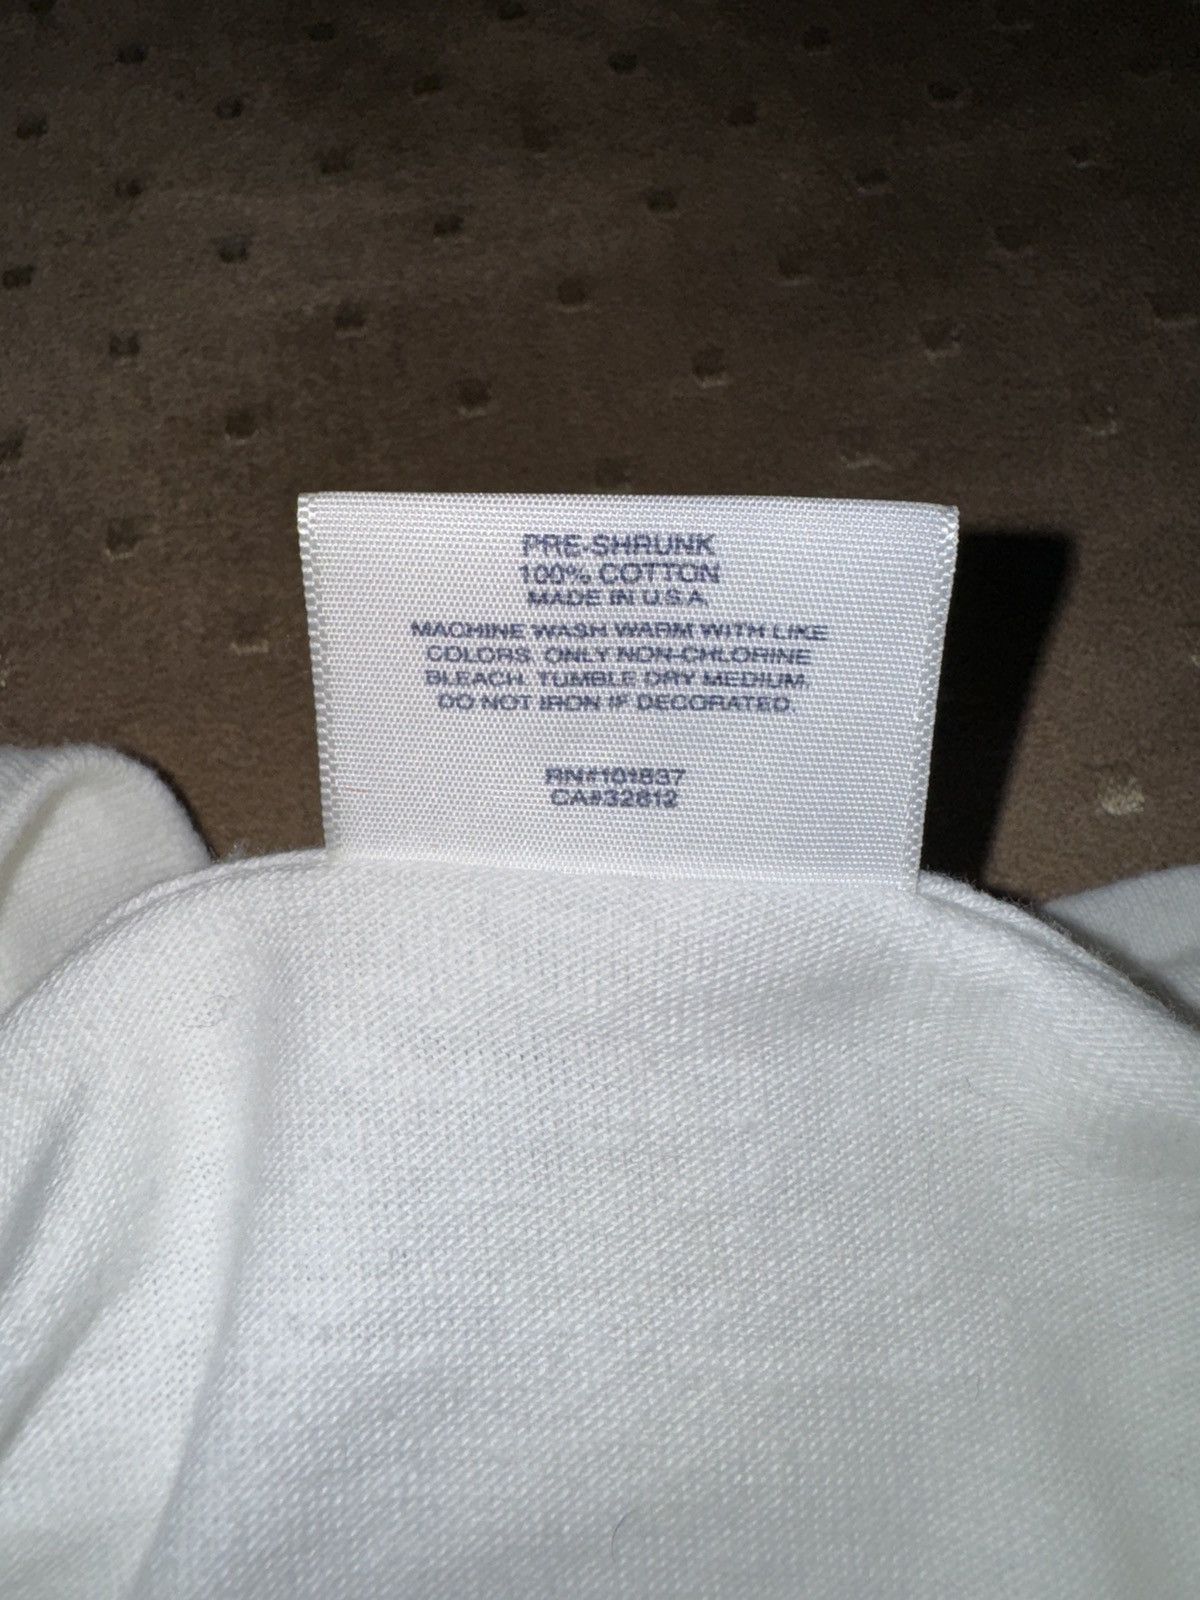 PRE-SHRUNK
100% COTTON
MADE IN U.S.A.
MACHINE WASH WARM WITH LIKE
COLORS. ONLY NON-CHLORINE
BLEACH. TUMBLE DRY MEDIUM.
DO NOT IRON IF DECORATED.
RN#101837
CA#32612